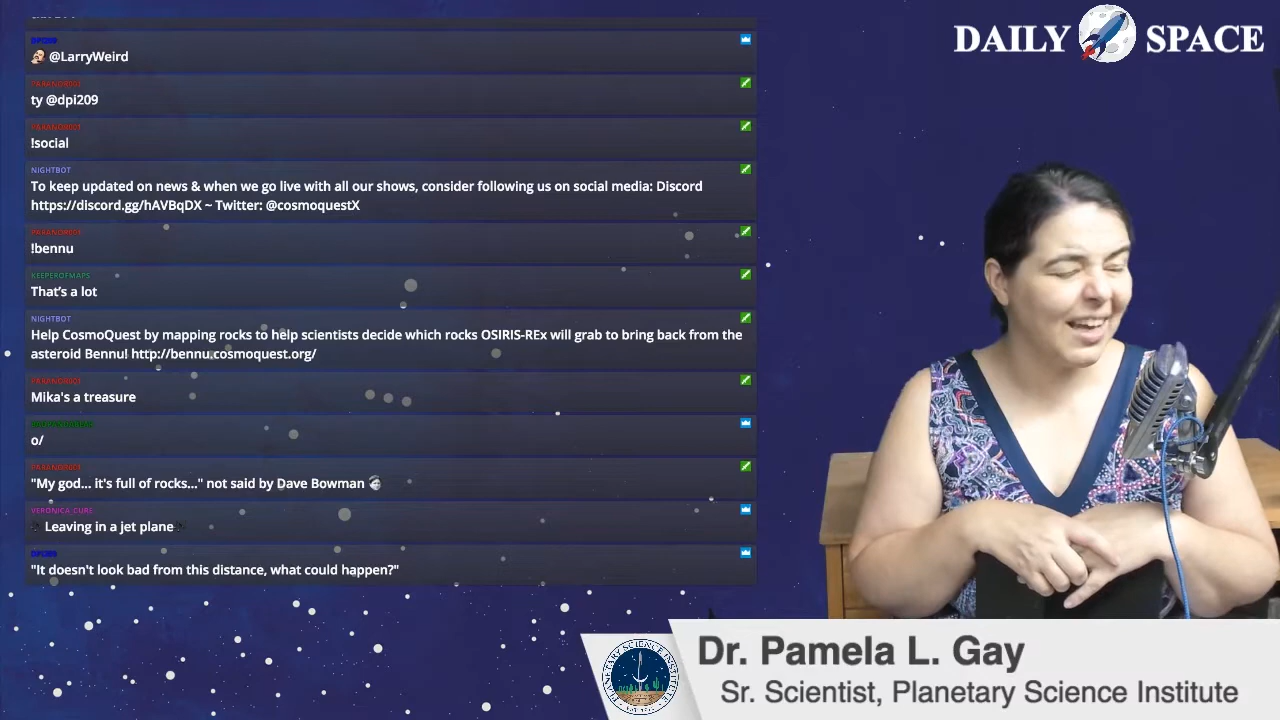 DAILY SPACE
DPI209
@LarryWeird
ty @dpi209
!social
NIGHTBOT
To keep updated on news & when we go live with all our shows, consider following us on social media: Discord
https://discord.gg/hAVBqDX ~ Twitter: @cosmoquestX
!bennu
KEEPEROFMAPS
That's a lot
NIGHTBOT
Help CosmoQuest by mapping rocks to help scientists decide which rocks OSIRIS-REx will grab to bring back from the
asteroid Bennu! http://bennu.cosmoquest.org/
Mika's a treasure
o/
"My god... it's full of rocks..." not said by Dave Bowman
VERONICA_CURE
Leaving in a jet plane
DPI209
"It doesn't look bad from this distance, what could happen?"
Dr. Pamela L. Gay
Sr. Scientist, Planetary Science Institute